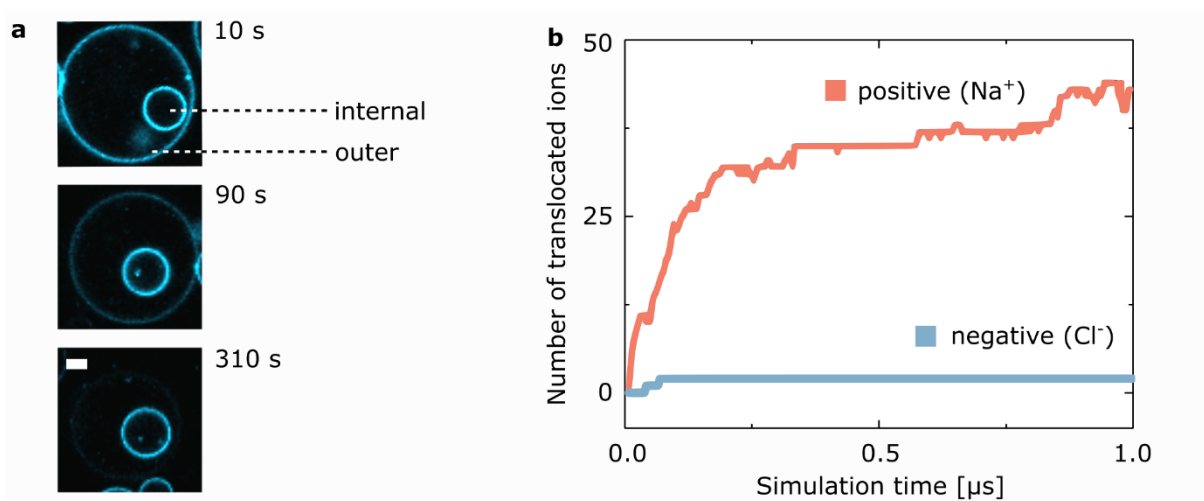 a
10 s
internal
outer
90 s
310 s
b
50
25
0
Number of translocated ions
positive (Na⁺)
negative (Cl⁻)
0.0 0.5 1.0
Simulation time [µs]